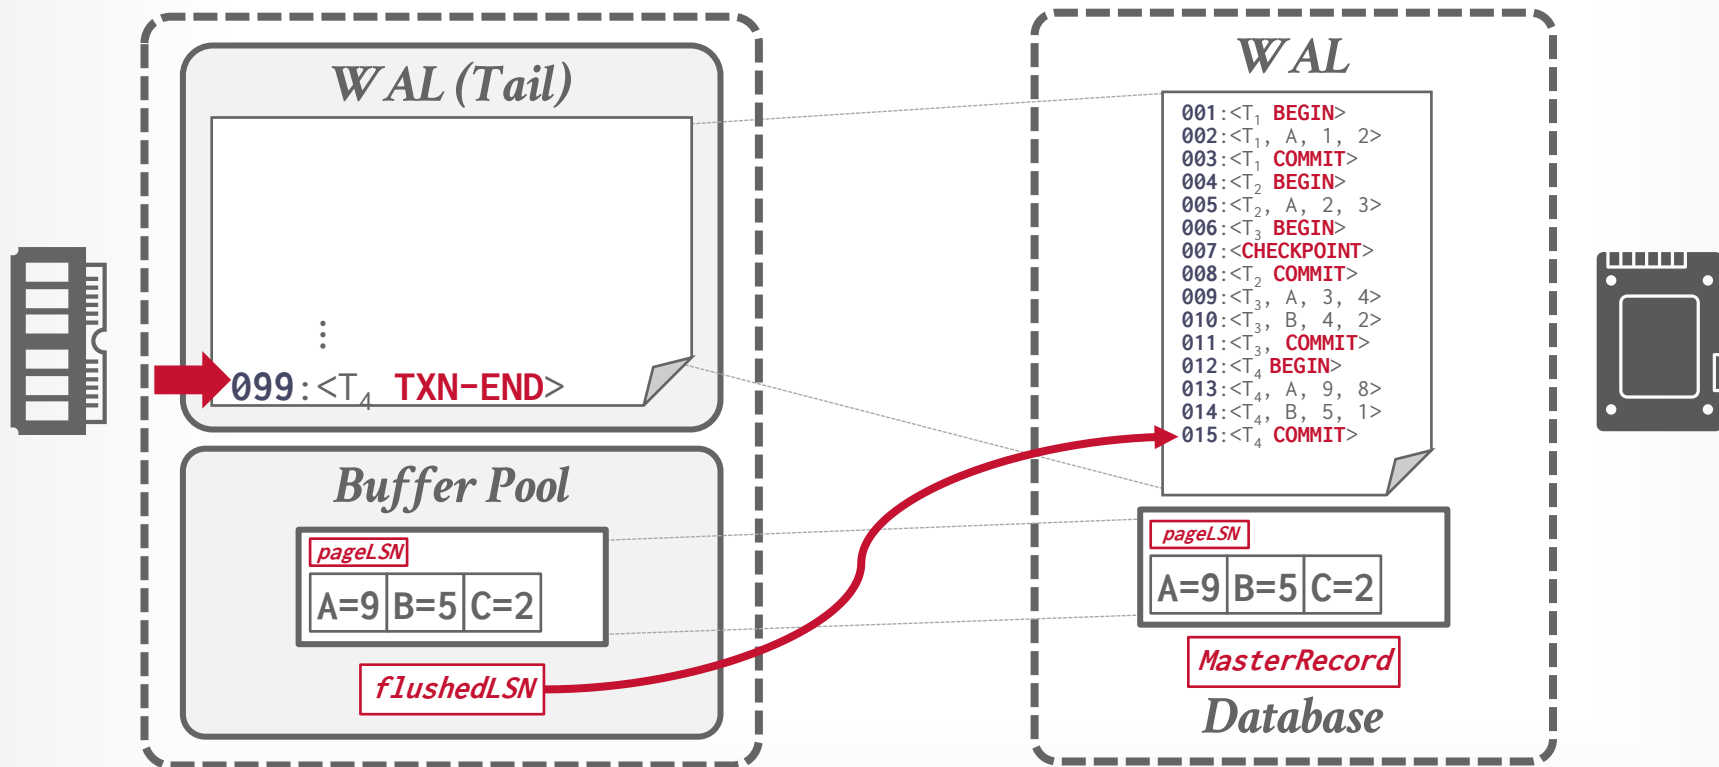 WAL (Tail)
⋮
099:<T4 TXN-END>
Buffer Pool
pageLSN
A=9 B=5 C=2
flushedLSN
WAL
001:<T1 BEGIN>
002:<T1, A, 1, 2>
003:<T1 COMMIT>
004:<T2 BEGIN>
005:<T2, A, 2, 3>
006:<T3 BEGIN>
007:<CHECKPOINT>
008:<T2 COMMIT>
009:<T3, A, 3, 4>
010:<T3, B, 4, 2>
011:<T3, COMMIT>
012:<T4 BEGIN>
013:<T4, A, 9, 8>
014:<T4, B, 5, 1>
015:<T4 COMMIT>
pageLSN
A=9 B=5 C=2
MasterRecord
Database